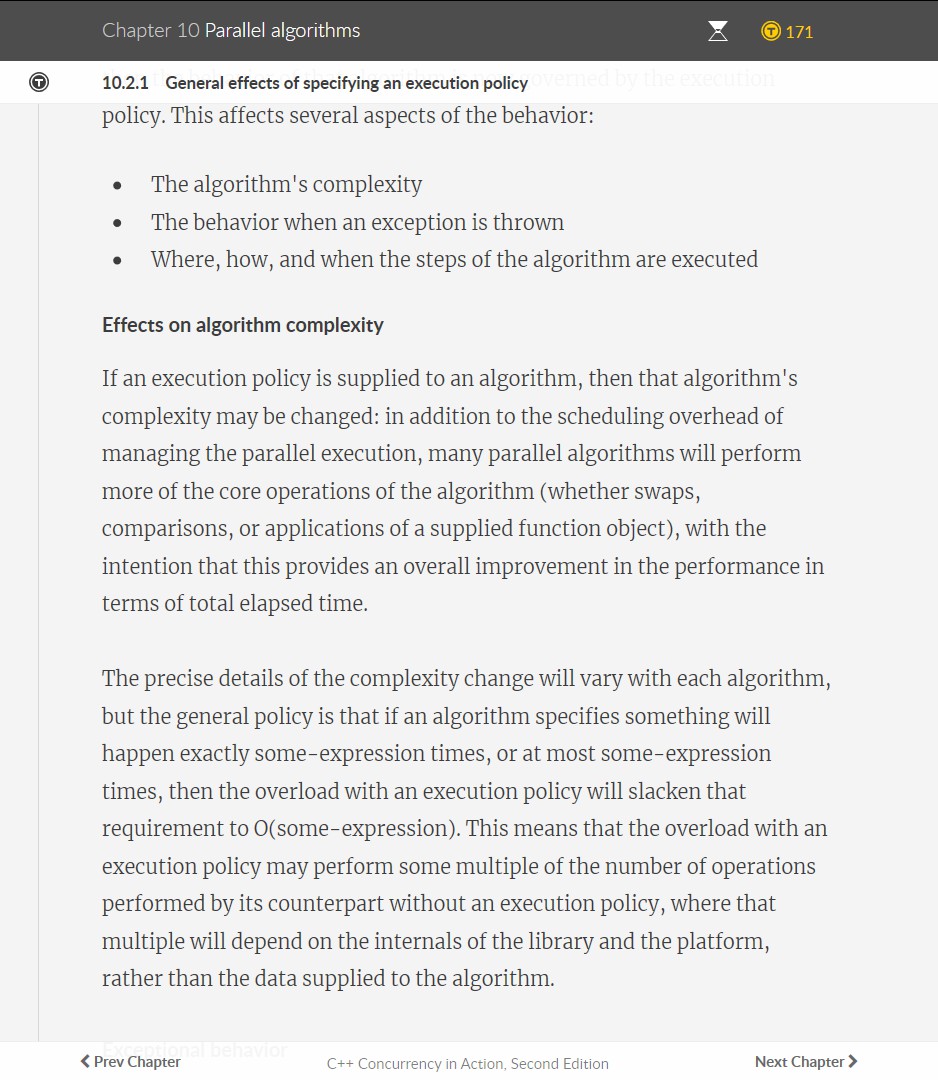 Chapter 10 Parallel algorithms
171
10.2.1 General effects of specifying an execution policy
governed by the execution
policy. This affects several aspects of the behavior:
• The algorithm's complexity
• The behavior when an exception is thrown
• Where, how, and when the steps of the algorithm are executed
Effects on algorithm complexity
If an execution policy is supplied to an algorithm, then that algorithm's
complexity may be changed: in addition to the scheduling overhead of
managing the parallel execution, many parallel algorithms will perform
more of the core operations of the algorithm (whether swaps,
comparisons, or applications of a supplied function object), with the
intention that this provides an overall improvement in the performance in
terms of total elapsed time.
The precise details of the complexity change will vary with each algorithm,
but the general policy is that if an algorithm specifies something will
happen exactly some-expression times, or at most some-expression
times, then the overload with an execution policy will slacken that
requirement to O(some-expression). This means that the overload with an
execution policy may perform some multiple of the number of operations
performed by its counterpart without an execution policy, where that
multiple will depend on the internals of the library and the platform,
rather than the data supplied to the algorithm.
Exceptional behavior
Prev Chapter C++ Concurrency in Action, Second Edition Next Chapter